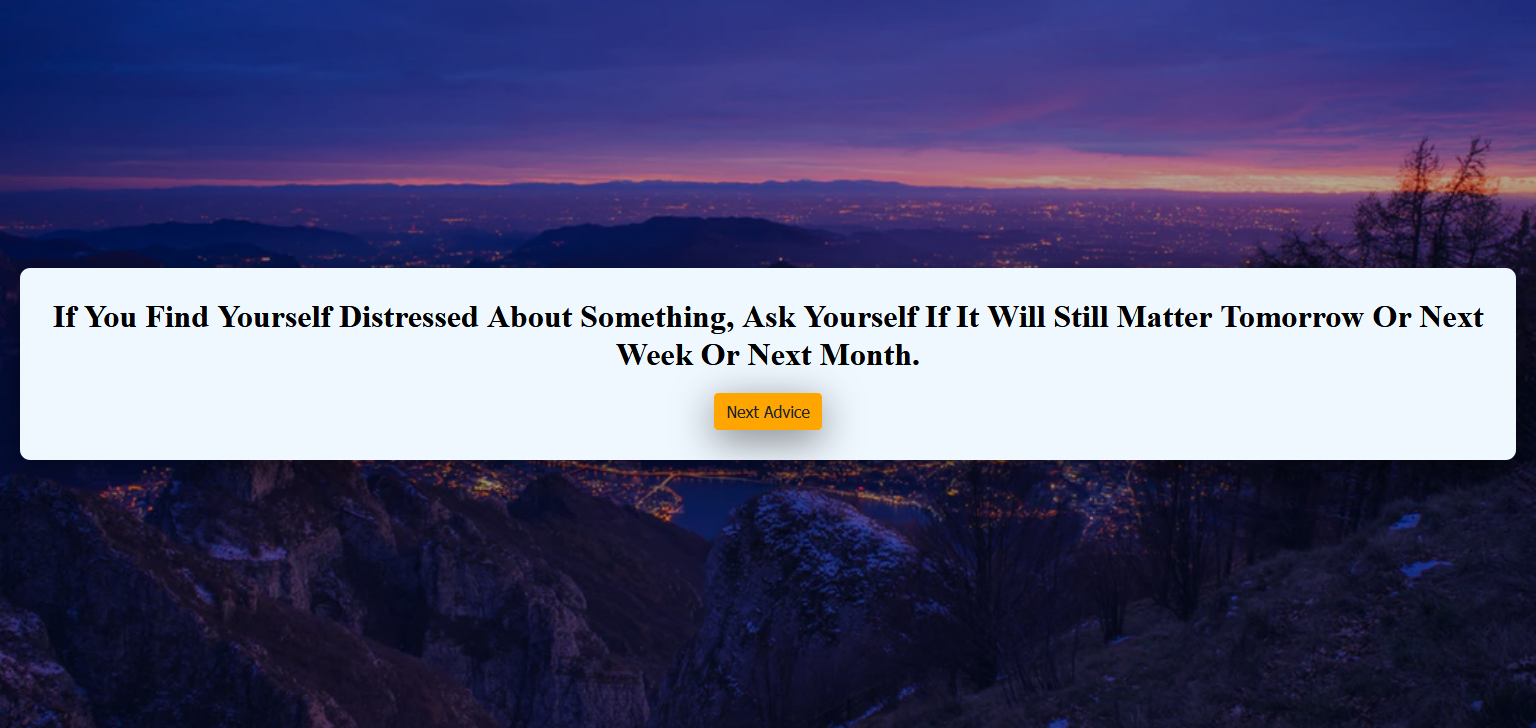 If You Find Yourself Distressed About Something, Ask Yourself If It Will Still Matter Tomorrow Or Next
Week Or Next Month.
Next Advice